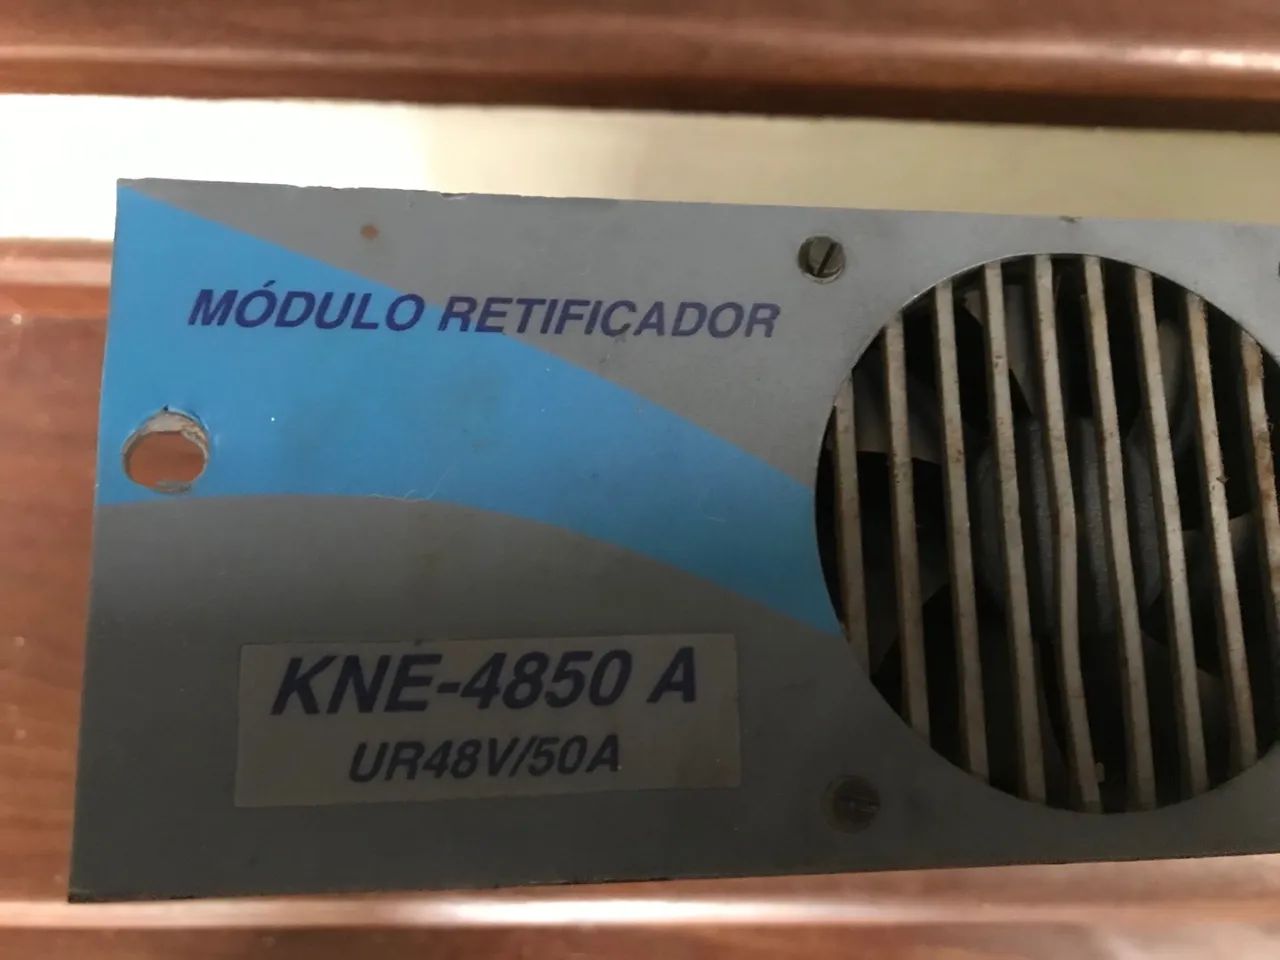 MÓDULO RETIFICADOR
KNE-4850 A
UR48V/50A